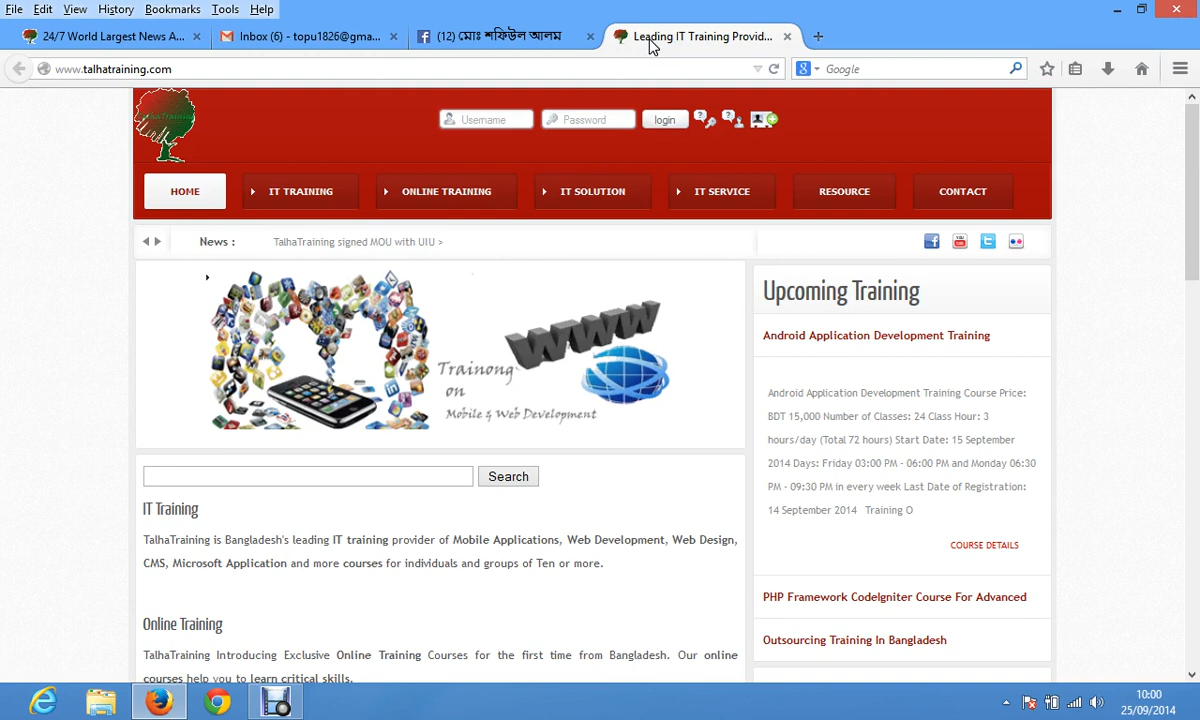 File Edit View History Bookmarks Tools Help
24/7 World Largest News A...
Inbox (6) - topu1826@gma...
(12) মোঃ শফিউল আলম
Leading IT Training Provid...
www.talhatraining.com
Google
Username
Password
login
HOME
IT TRAINING
ONLINE TRAINING
IT SOLUTION
IT SERVICE
RESOURCE
CONTACT
News :
TalhaTraining signed MOU with UIU >
WWW
Trainong
on
Mobile & Web Development
Search
IT Training
TalhaTraining is Bangladesh's leading IT training provider of Mobile Applications, Web Development, Web Design,
CMS, Microsoft Application and more courses for individuals and groups of Ten or more.
Online Training
TalhaTraining Introducing Exclusive Online Training Courses for the first time from Bangladesh. Our online
courses help you to learn critical skills.
Upcoming Training
Android Application Development Training
Android Application Development Training Course Price:
BDT 15,000 Number of Classes: 24 Class Hour: 3
hours/day (Total 72 hours) Start Date: 15 September
2014 Days: Friday 03:00 PM - 06:00 PM and Monday 06:30
PM - 09:30 PM in every week Last Date of Registration:
14 September 2014 Training O
COURSE DETAILS
PHP Framework CodeIgniter Course For Advanced
Outsourcing Training In Bangladesh
10:00
25/09/2014